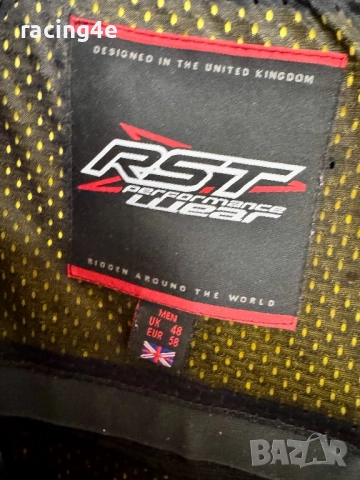 racing4e
DESIGNED IN THE UNITED KINGDOM
RST
performance
wear
RIDDEN AROUND THE WORLD
MEN
UK 48
EUR 58
BAZAR